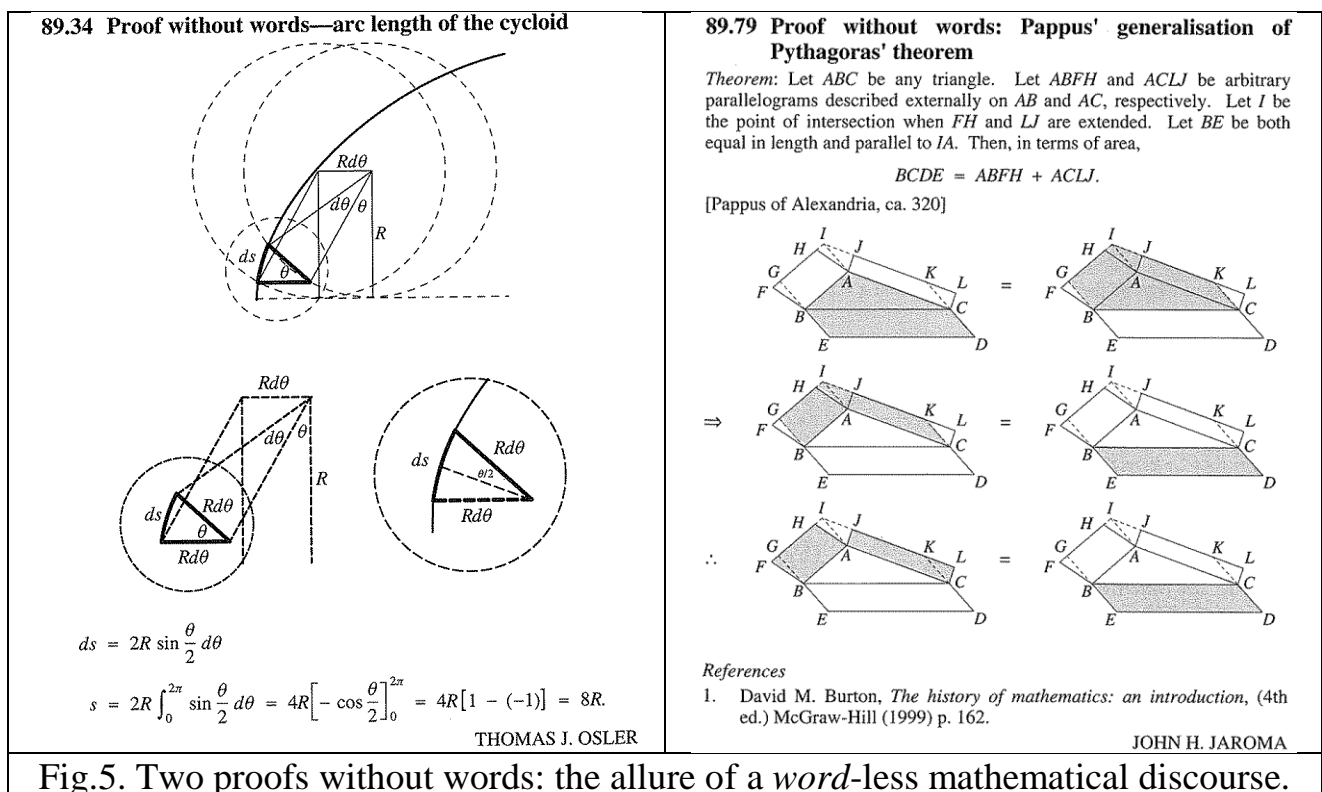 89.34 Proof without words—arc length of the cycloid
Rdθ
dθ θ
R
ds
θ
Rdθ
dθ θ
R
ds
Rdθ
θ
Rdθ
ds
Rdθ
θ/2
Rdθ
ds = 2R sin θ/2 dθ
s = 2R ∫₀^2π sin θ/2 dθ = 4R[− cos θ/2]₀^2π = 4R[1 − (−1)] = 8R.
THOMAS J. OSLER
89.79 Proof without words: Pappus' generalisation of
Pythagoras' theorem
Theorem: Let ABC be any triangle. Let ABFH and ACLJ be arbitrary
parallelograms described externally on AB and AC, respectively. Let I be
the point of intersection when FH and LJ are extended. Let BE be both
equal in length and parallel to IA. Then, in terms of area,
BCDE = ABFH + ACLJ.
[Pappus of Alexandria, ca. 320]
I I
H J H J
G K G K
F A L = F A L
B C B C
E D E D
I I
H J H J
G K G K
⇒ F A L = F A L
B C B C
E D E D
I I
H J H J
G K G K
∴ F A L = F A L
B C B C
E D E D
References
1. David M. Burton, The history of mathematics: an introduction, (4th
ed.) McGraw-Hill (1999) p. 162.
JOHN H. JAROMA
Fig.5. Two proofs without words: the allure of a word-less mathematical discourse.